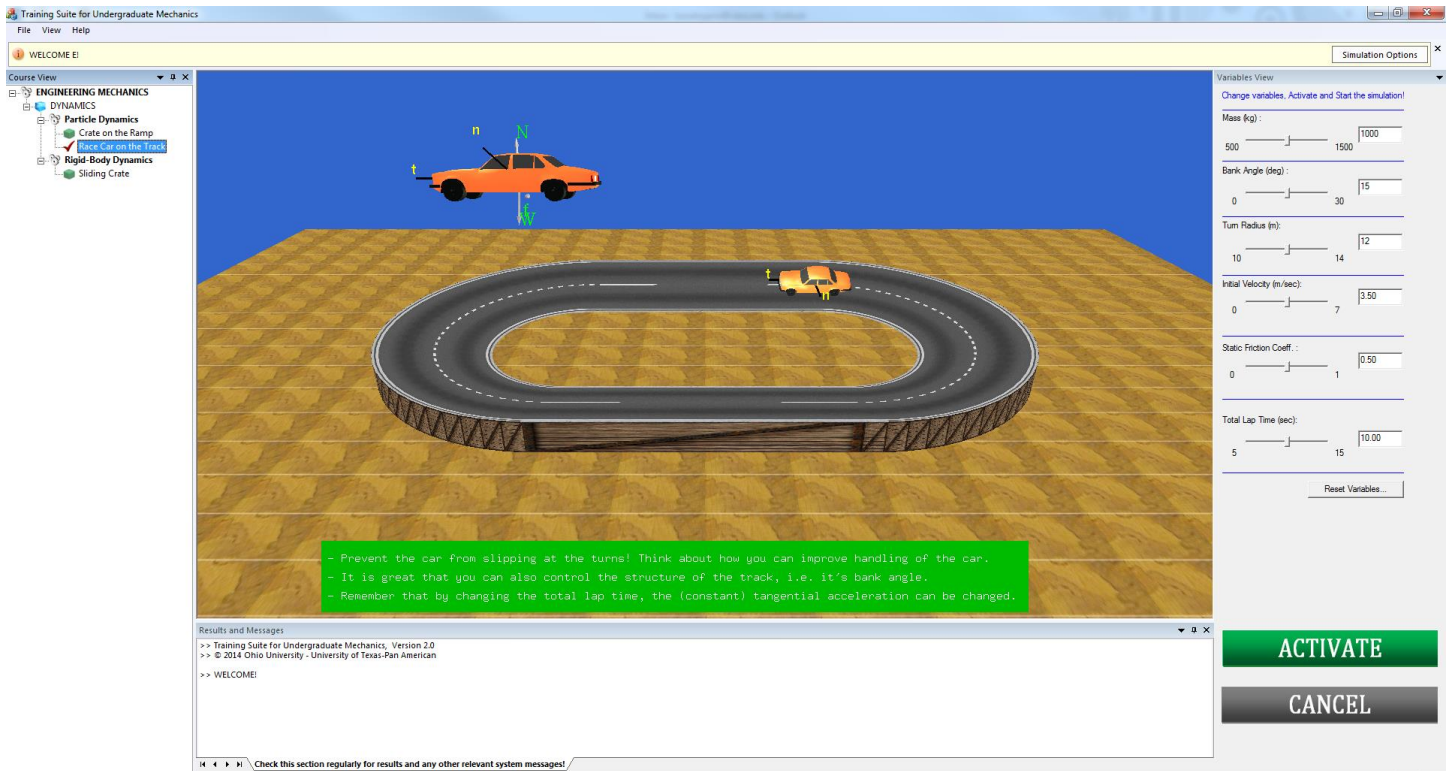 Training Suite for Undergraduate Mechanics
File View Help
WELCOME E!
Simulation Options
Course View
ENGINEERING MECHANICS
DYNAMICS
Particle Dynamics
Crate on the Ramp
Race Car on the Track
Rigid-Body Dynamics
Sliding Crate
n N
t
f
W
t
n
- Prevent the car from slipping at the turns! Think about how you can improve handling of the car.
- It is great that you can also control the structure of the track, i.e. it's bank angle.
- Remember that by changing the total lap time, the (constant) tangential acceleration can be changed.
Variables View
Change variables, Activate and Start the simulation!
Mass (kg) :
1000
500 1500
Bank Angle (deg) :
15
0 30
Turn Radius (m):
12
10 14
Initial Velocity (m/sec):
3.50
0 7
Static Friction Coeff. :
0.50
0 1
Total Lap Time (sec):
10.00
5 15
Reset Variables...
Results and Messages
>> Training Suite for Undergraduate Mechanics, Version 2.0
>> © 2014 Ohio University - University of Texas-Pan American
>> WELCOME!
Check this section regularly for results and any other relevant system messages!
ACTIVATE
CANCEL